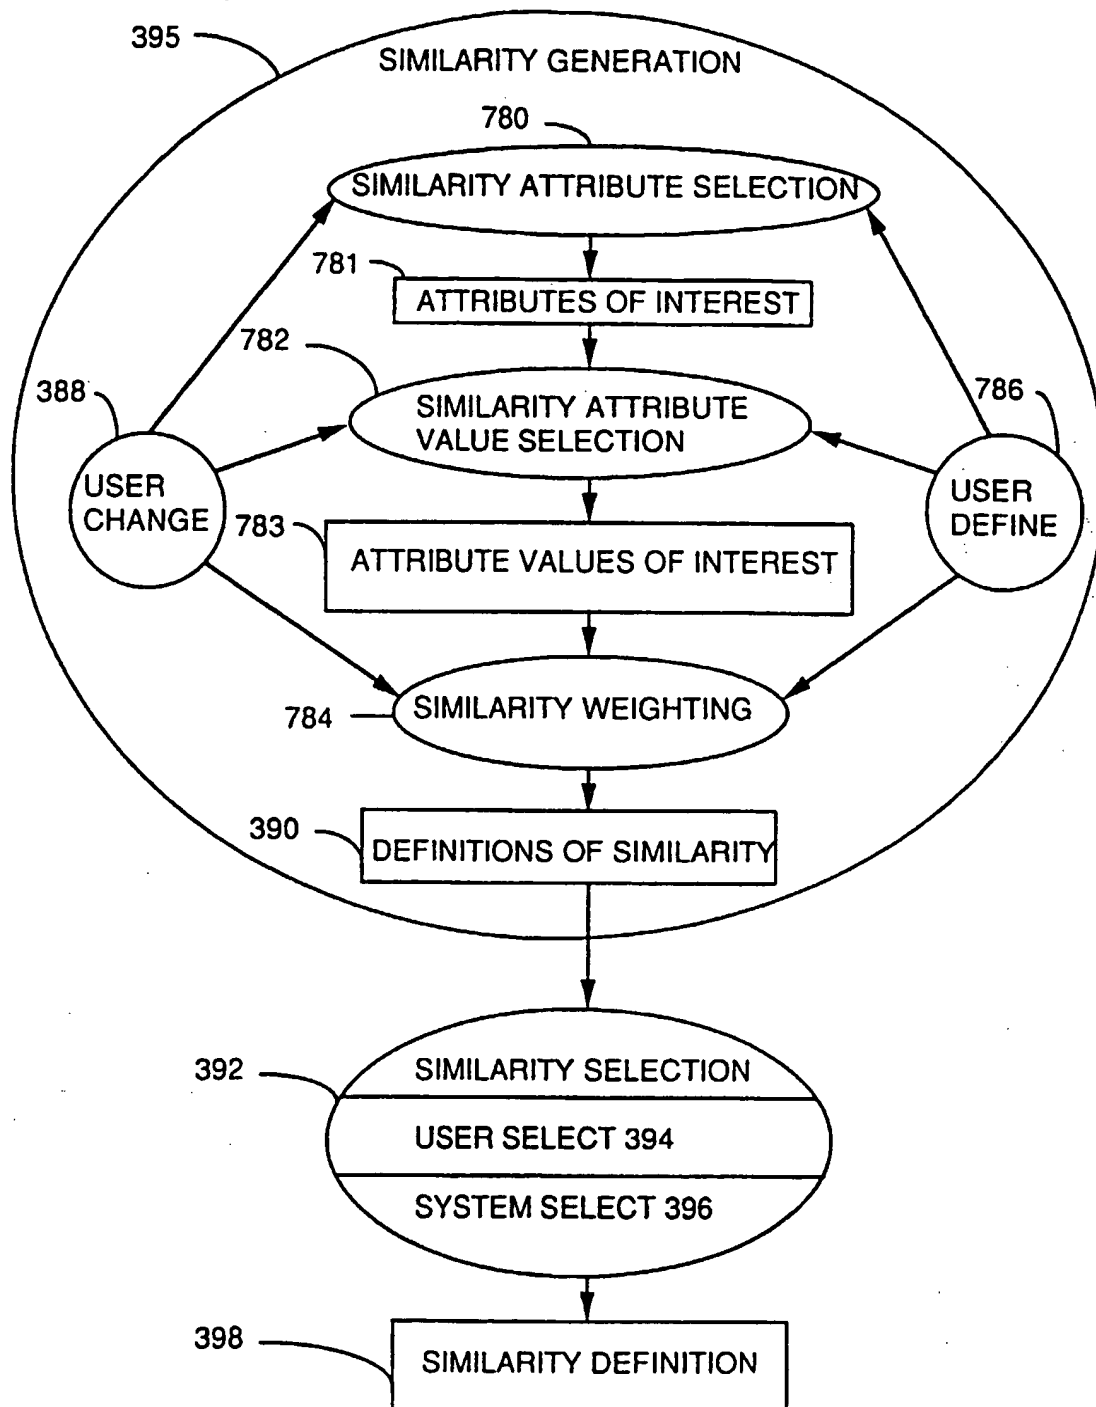 395
SIMILARITY GENERATION
780
SIMILARITY ATTRIBUTE SELECTION
781
ATTRIBUTES OF INTEREST
782
SIMILARITY ATTRIBUTE
VALUE SELECTION
388
USER
CHANGE
786
USER
DEFINE
783
ATTRIBUTE VALUES OF INTEREST
784
SIMILARITY WEIGHTING
390
DEFINITIONS OF SIMILARITY
392
SIMILARITY SELECTION
USER SELECT 394
SYSTEM SELECT 396
398
SIMILARITY DEFINITION